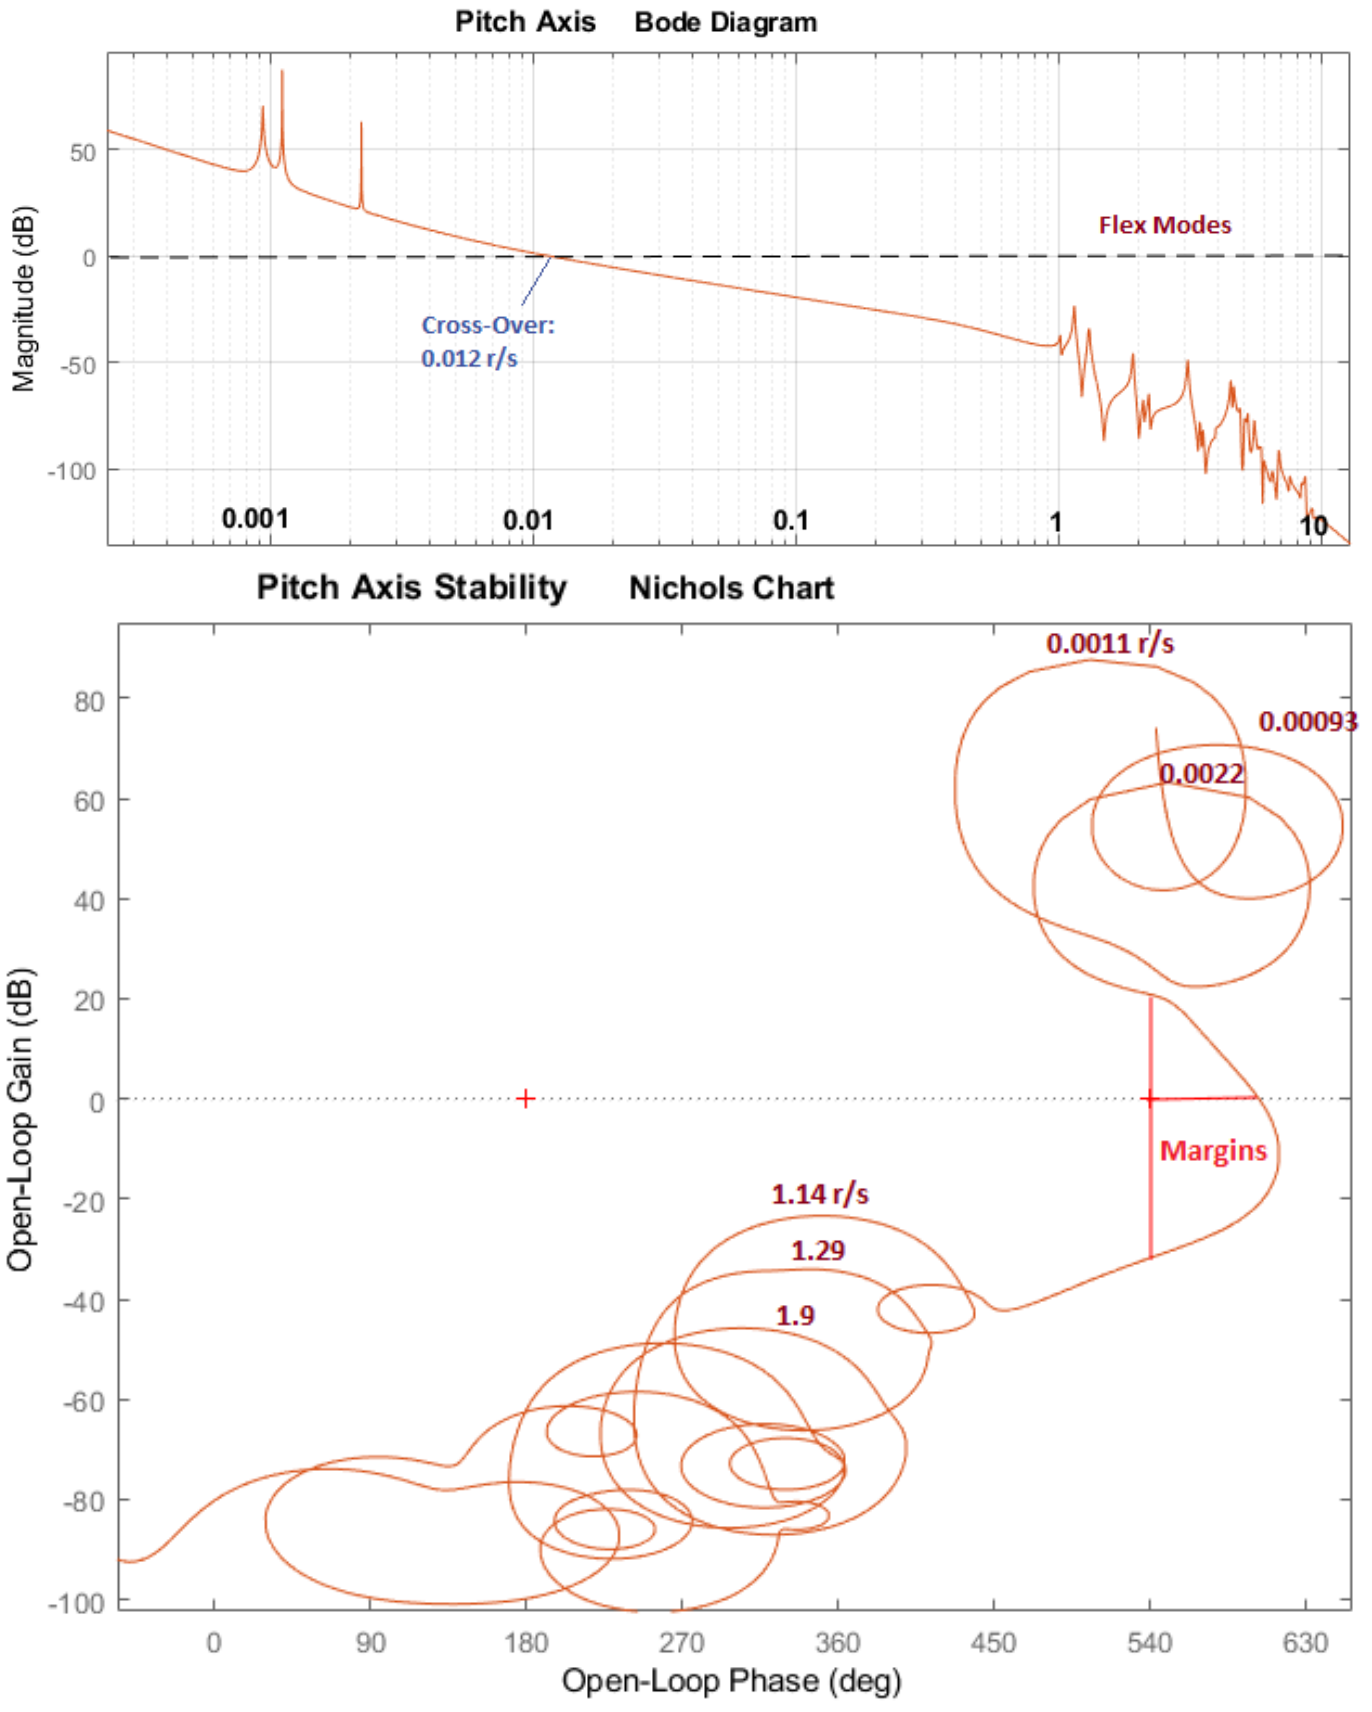 Pitch Axis Bode Diagram
50
0
-50
-100
Magnitude (dB)
Flex Modes
Cross-Over:
0.012 r/s
0.001 0.01 0.1 1 10
Pitch Axis Stability Nichols Chart
0.0011 r/s
0.00093
0.0022
80
60
40
20
0
-20
-40
-60
-80
-100
Open-Loop Gain (dB)
Margins
1.14 r/s
1.29
1.9
0 90 180 270 360 450 540 630
Open-Loop Phase (deg)